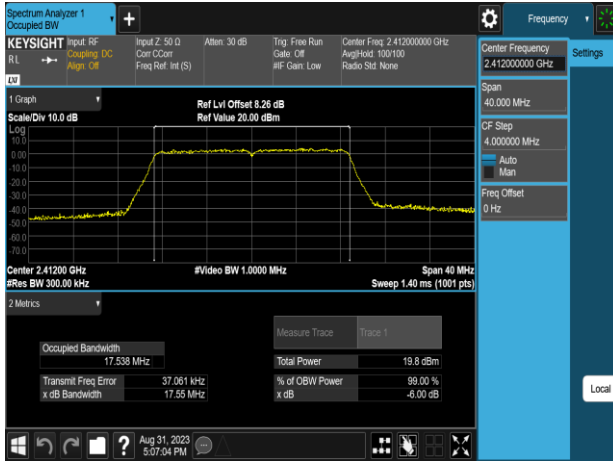 Spectrum Analyzer 1
Occupied BW
+
Frequency
KEYSIGHT
RL
LXI
Input: RF
Coupling: DC
Align: Off
Input Z: 50 Ω
Corr CCorr
Freq Ref: Int (S)
Atten: 30 dB
Trig: Free Run
Gate: Off
#IF Gain: Low
Center Freq: 2.412000000 GHz
Avg|Hold: 100/100
Radio Std: None
1 Graph
Scale/Div 10.0 dB
Ref Lvl Offset 8.26 dB
Ref Value 20.00 dBm
Log
10.0
0.00
-10.0
-20.0
-30.0
-40.0
-50.0
-60.0
-70.0
Center 2.41200 GHz
#Res BW 300.00 kHz
#Video BW 1.0000 MHz
Span 40 MHz
Sweep 1.40 ms (1001 pts)
2 Metrics
Measure Trace
Trace 1
Occupied Bandwidth
17.538 MHz
Total Power
19.8 dBm
Transmit Freq Error
37.061 kHz
% of OBW Power
99.00 %
x dB Bandwidth
17.55 MHz
x dB
-6.00 dB
Center Frequency
2.412000000 GHz
Settings
Span
40.000 MHz
CF Step
4.000000 MHz
Auto
Man
Freq Offset
0 Hz
Local
?
Aug 31, 2023
5:07:04 PM